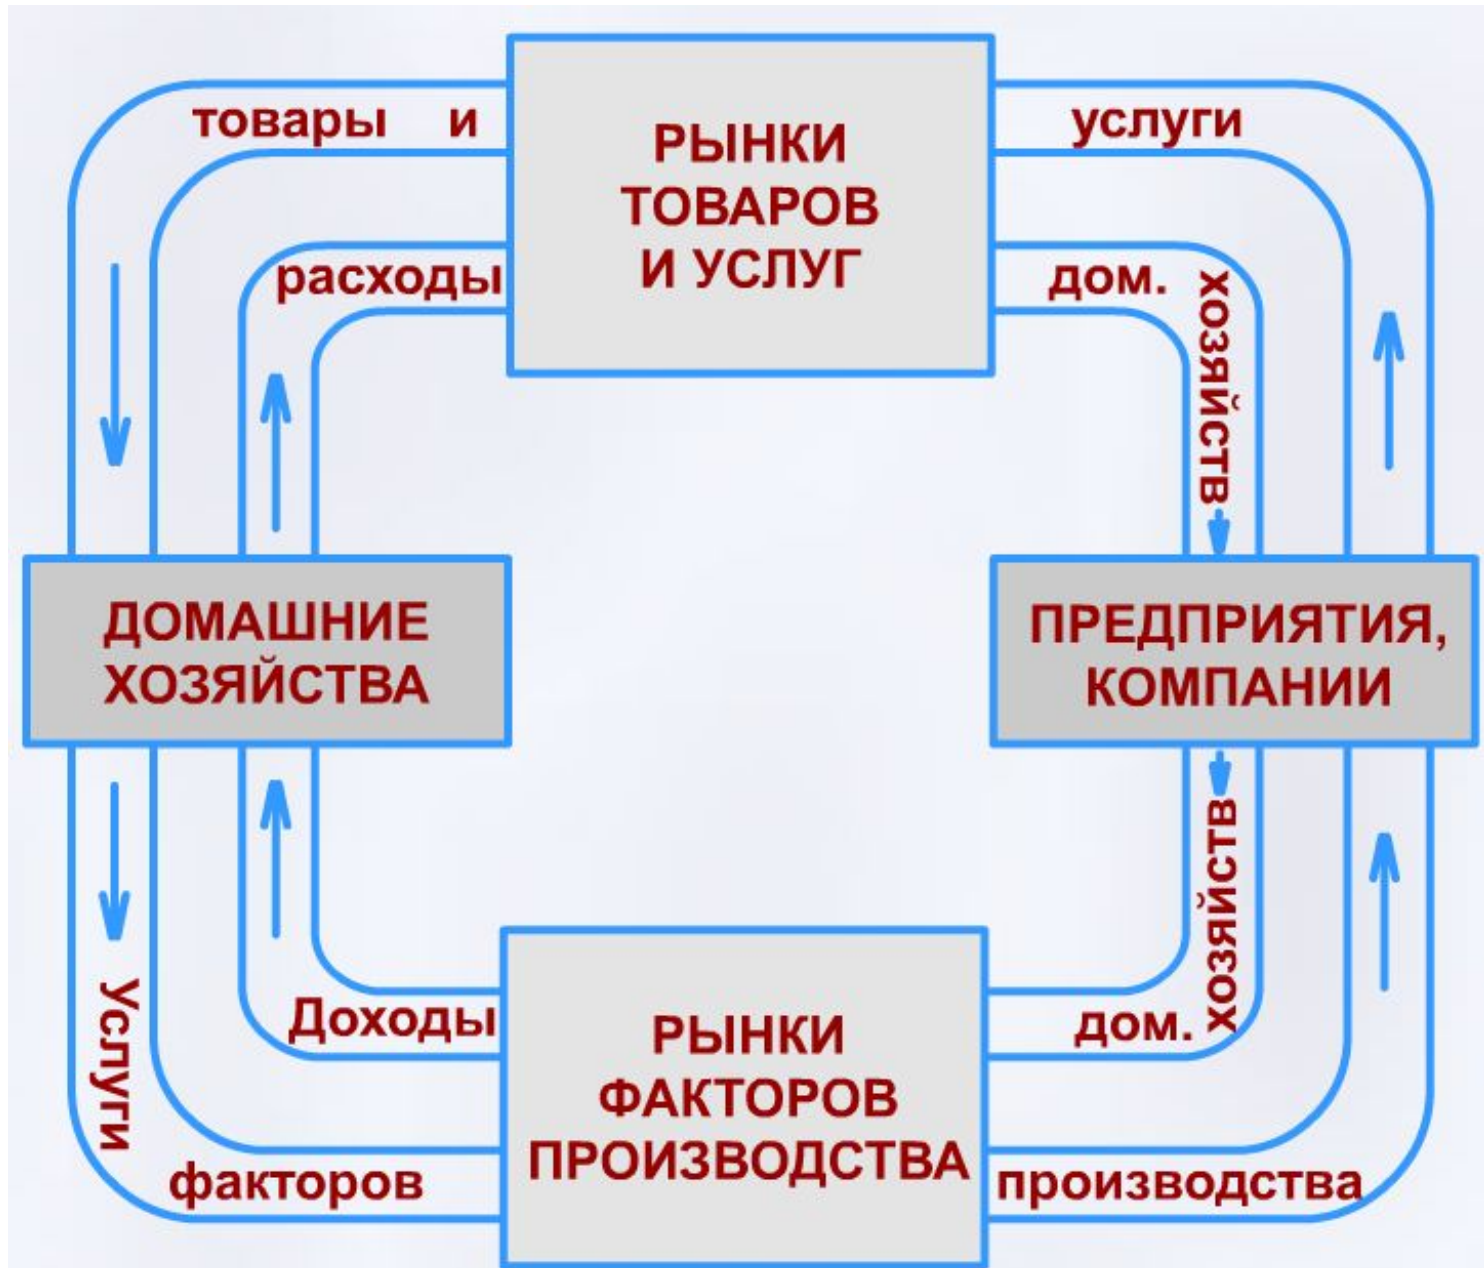 товары и
РЫНКИ
ТОВАРОВ
И УСЛУГ
услуги
расходы
дом.
хозяйств
ДОМАШНИЕ
ХОЗЯЙСТВА
ПРЕДПРИЯТИЯ,
КОМПАНИИ
Услуги
факторов
Доходы
РЫНКИ
ФАКТОРОВ
ПРОИЗВОДСТВА
дом.
хозяйств
производства